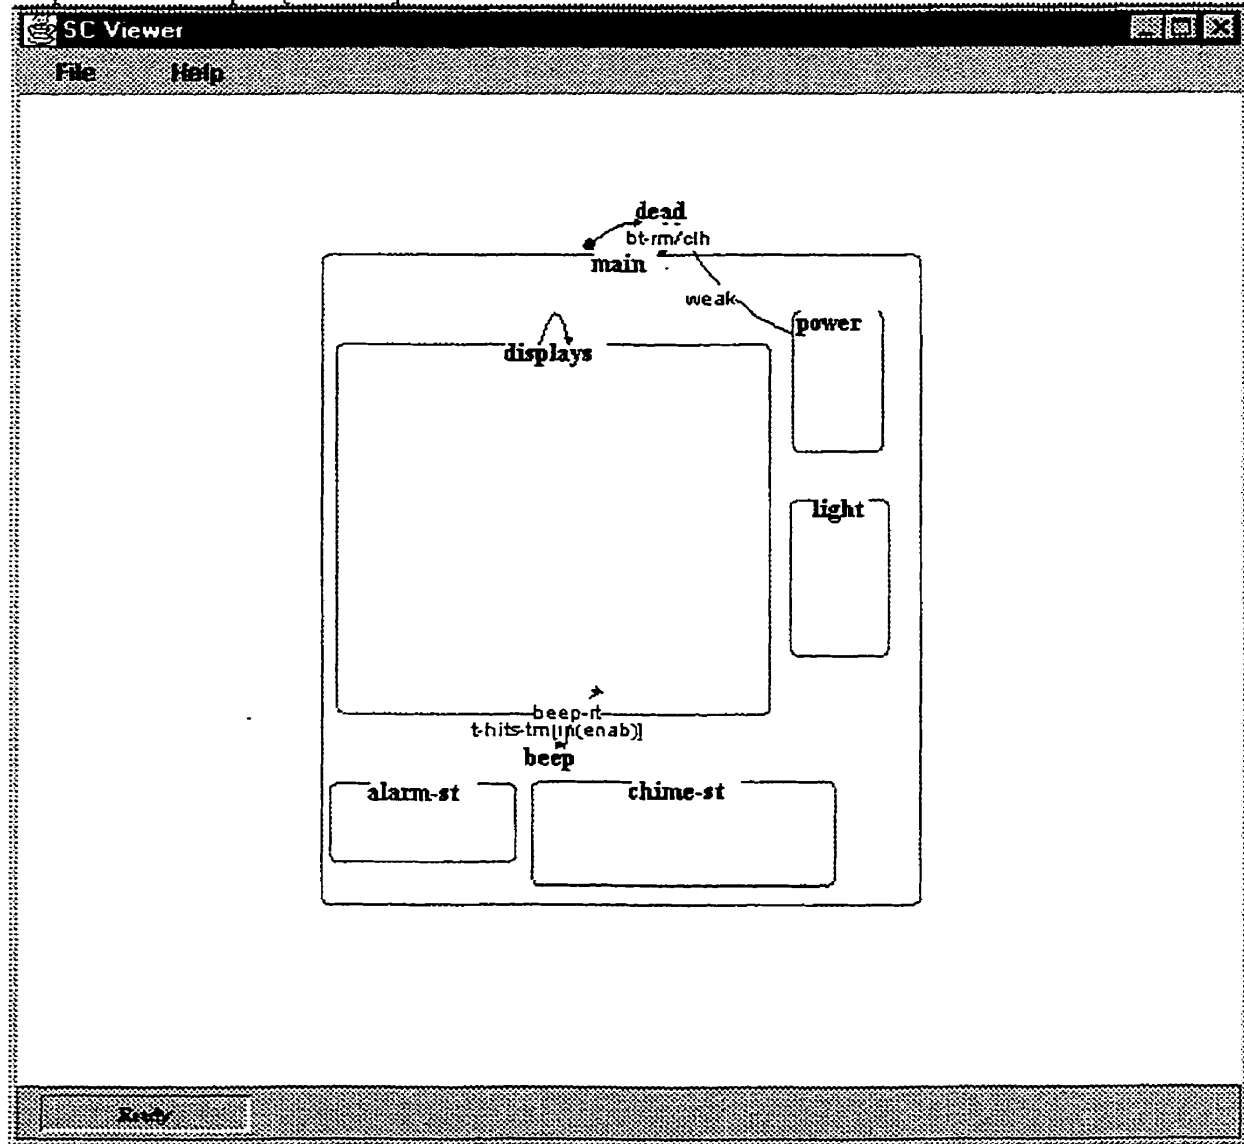 SC Viewer
File Help
dead
bt-rm/clh
main
weak
power
displays
light
beep-rt
t-hits-tm[in(enab)]
beep
alarm-st chime-st
Ready